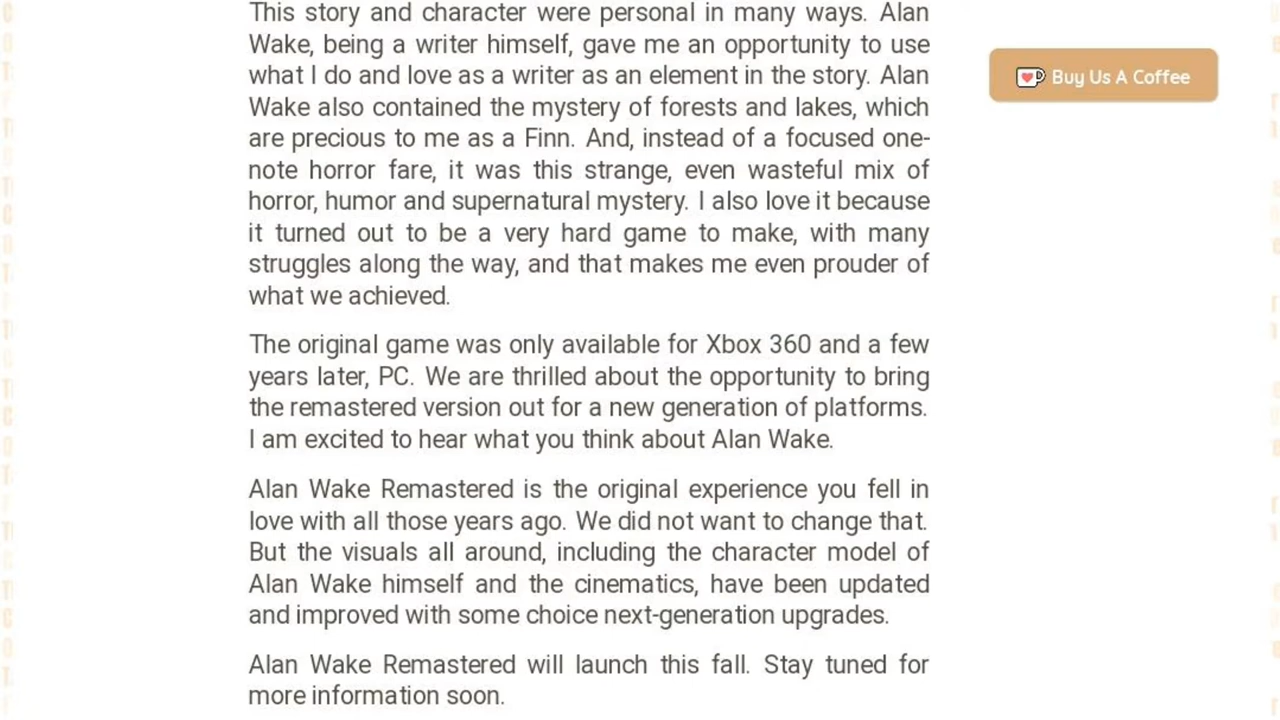 This story and character were personal in many ways. Alan
Wake, being a writer himself, gave me an opportunity to use
what I do and love as a writer as an element in the story. Alan
Wake also contained the mystery of forests and lakes, which
are precious to me as a Finn. And, instead of a focused one-
note horror fare, it was this strange, even wasteful mix of
horror, humor and supernatural mystery. I also love it because
it turned out to be a very hard game to make, with many
struggles along the way, and that makes me even prouder of
what we achieved.
The original game was only available for Xbox 360 and a few
years later, PC. We are thrilled about the opportunity to bring
the remastered version out for a new generation of platforms.
I am excited to hear what you think about Alan Wake.
Alan Wake Remastered is the original experience you fell in
love with all those years ago. We did not want to change that.
But the visuals all around, including the character model of
Alan Wake himself and the cinematics, have been updated
and improved with some choice next-generation upgrades.
Alan Wake Remastered will launch this fall. Stay tuned for
more information soon.
Buy Us A Coffee